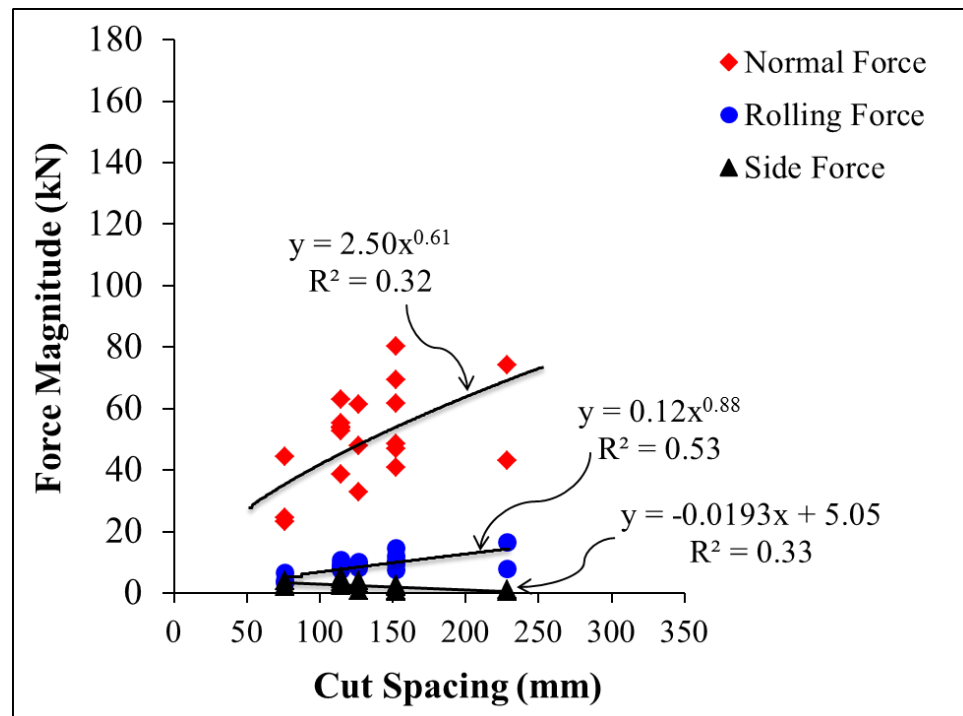 Force Magnitude (kN)
180
160
140
120
100
80
60
40
20
0
Normal Force
Rolling Force
Side Force
y = 2.50x^0.61
R² = 0.32
y = 0.12x^0.88
R² = 0.53
y = -0.0193x + 5.05
R² = 0.33
0 50 100 150 200 250 300 350
Cut Spacing (mm)